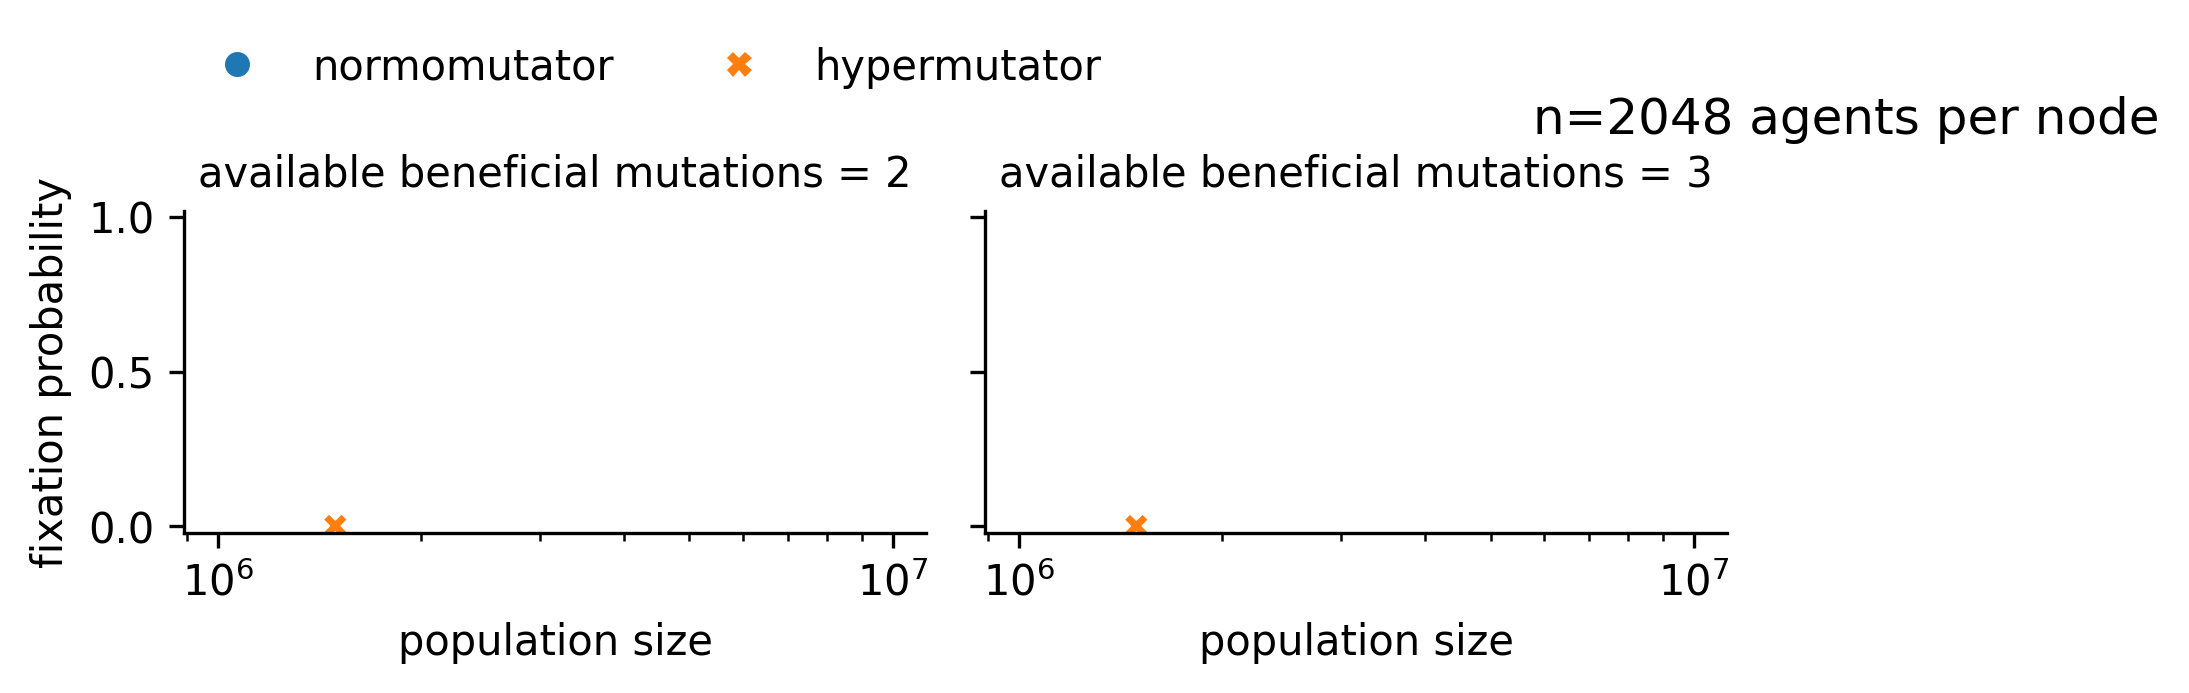 normomutator hypermutator
n=2048 agents per node
available beneficial mutations = 2 available beneficial mutations = 3
fixation probability
1.0
0.5
0.0
10⁶ 10⁷ 10⁶ 10⁷
population size population size